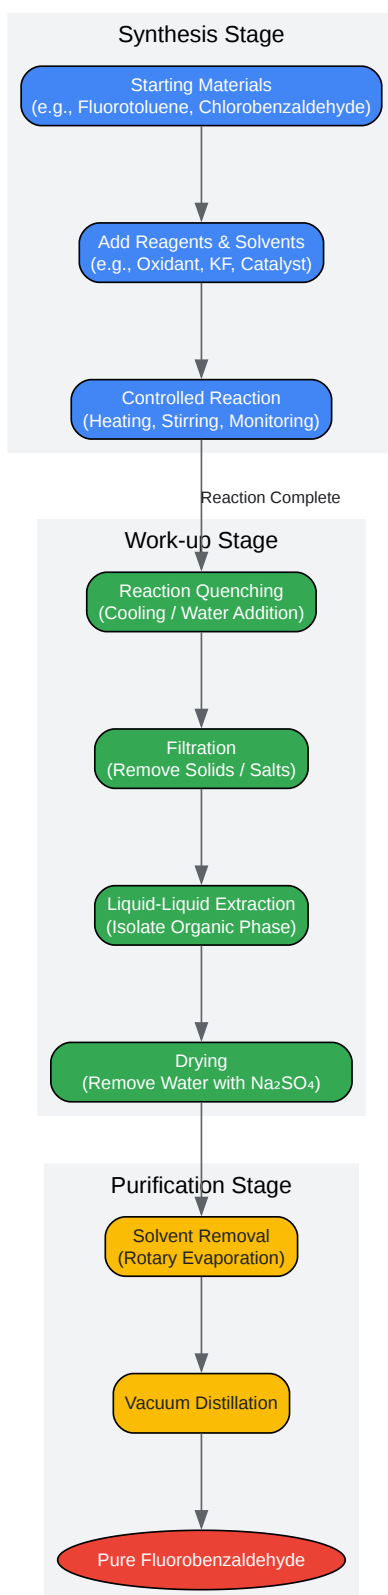 Synthesis Stage
Starting Materials
(e.g., Fluorotoluene, Chlorobenzaldehyde)
Add Reagents & Solvents
(e.g., Oxidant, KF, Catalyst)
Controlled Reaction
(Heating, Stirring, Monitoring)
Reaction Complete
Work-up Stage
Reaction Quenching
(Cooling / Water Addition)
Filtration
(Remove Solids / Salts)
Liquid-Liquid Extraction
(Isolate Organic Phase)
Drying
(Remove Water with Na₂SO₄)
Purification Stage
Solvent Removal
(Rotary Evaporation)
Vacuum Distillation
Pure Fluorobenzaldehyde